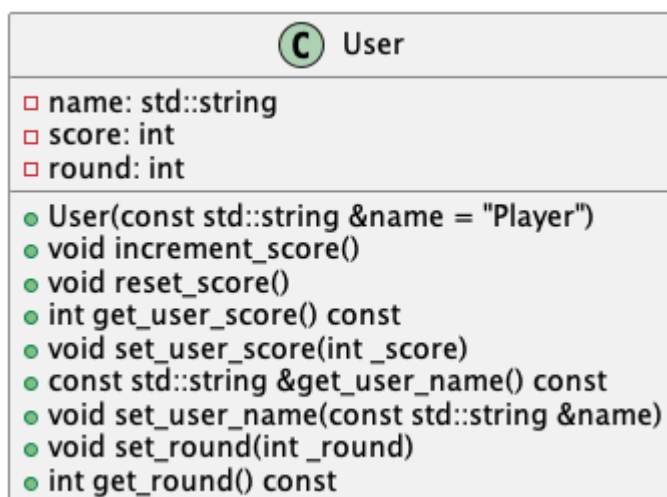 C User
name: std::string
score: int
round: int
User(const std::string &name = "Player")
void increment_score()
void reset_score()
int get_user_score() const
void set_user_score(int _score)
const std::string &get_user_name() const
void set_user_name(const std::string &name)
void set_round(int _round)
int get_round() const